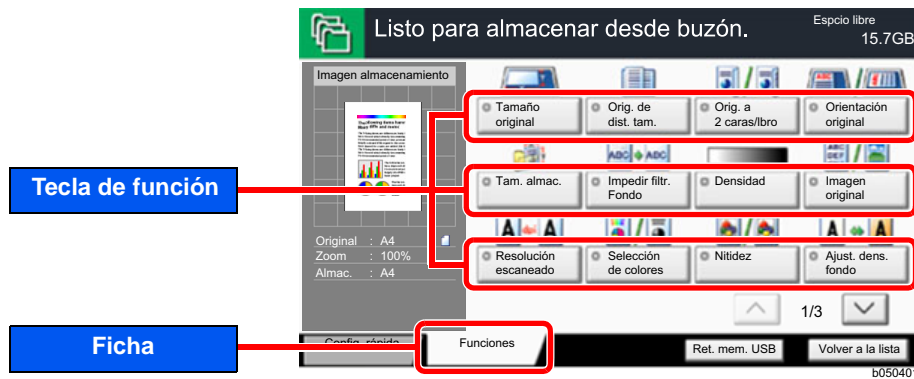 Listo para almacenar desde buzón.
Espcio libre
15.7GB
Imagen almacenamiento
Tamaño
original
Orig. de
dist. tam.
Orig. a
2 caras/lbro
Orientación
original
Tecla de función
Tam. almac.
Impedir filtr.
Fondo
Densidad
Imagen
original
Original : A4
Zoom : 100%
Almac. : A4
Resolución
escaneado
Selección
de colores
Nitidez
Ajust. dens.
fondo
1/3
Ficha
Config. rápida
Funciones
Ret. mem. USB
Volver a la lista
b050401